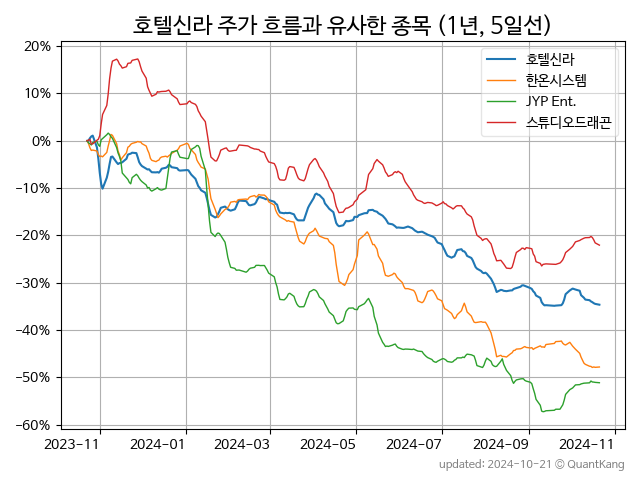 호텔신라 주가 흐름과 유사한 종목 (1년, 5일선)
호텔신라
한온시스템
JYP Ent.
스튜디오드래곤
20%
10%
0%
−10%
−20%
−30%
−40%
−50%
−60%
2023−11 2024−01 2024−03 2024−05 2024−07 2024−09 2024−11
updated: 2024-10-21 © QuantKang